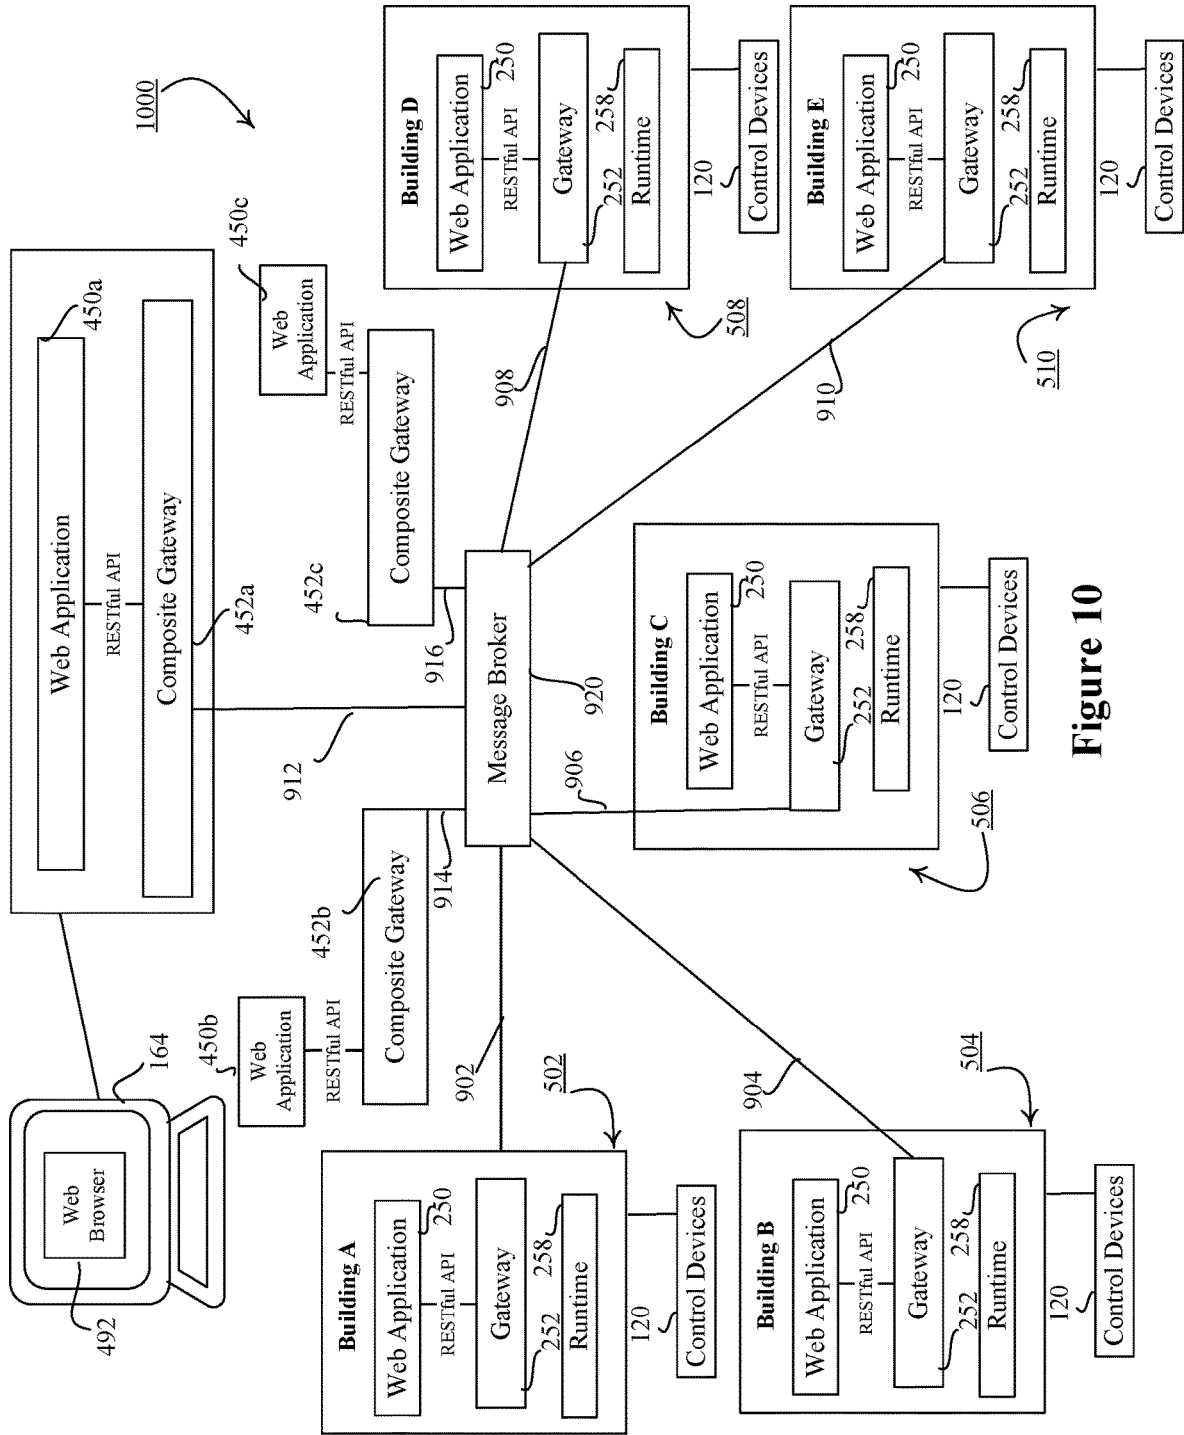 1000
492
Web
Browser
164
Web Application
450a
RESTful API
Composite Gateway
452a
450b
Web
Application
RESTful API
452b
Composite Gateway
914
912
450c
Web
Application
RESTful API
452c
Composite Gateway
916
Message Broker
920
902
904
906
908
910
Building A
Web Application
250
RESTful API
Gateway
252
258
Runtime
120
Control Devices
502
Building B
Web Application
250
RESTful API
Gateway
252
258
Runtime
120
Control Devices
504
Building C
Web Application
250
RESTful API
Gateway
252
258
Runtime
120
Control Devices
506
Building D
Web Application
250
RESTful API
Gateway
252
258
Runtime
120
Control Devices
508
Building E
Web Application
250
RESTful API
Gateway
252
258
Runtime
120
Control Devices
510
Figure 10